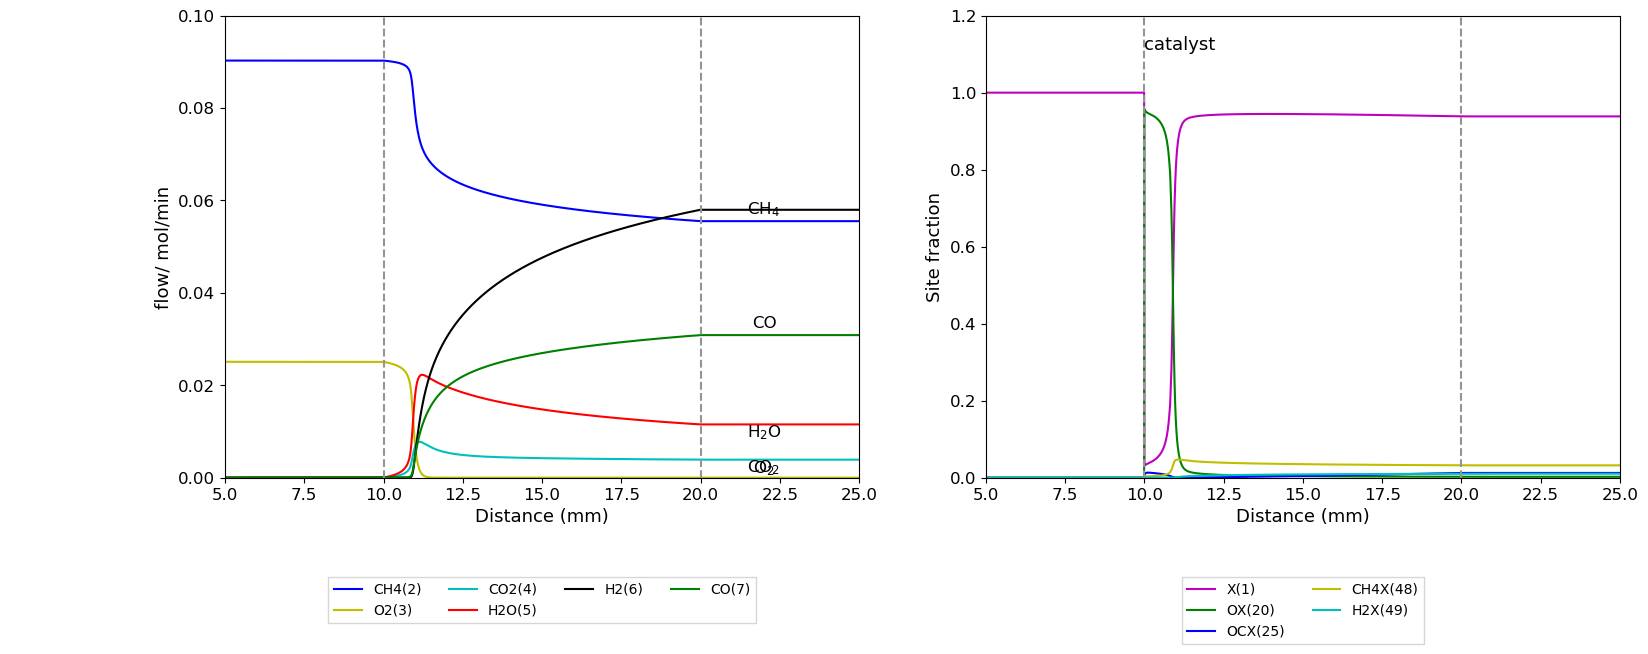 0.10
0.08
0.06
0.04
0.02
0.00
flow/ mol/min
CH₄
CO
H₂O
CO₂
O₂
5.0 7.5 10.0 12.5 15.0 17.5 20.0 22.5 25.0
Distance (mm)
CH4(2) CO2(4) H2(6) CO(7)
O2(3) H2O(5)
1.2
1.0
0.8
0.6
0.4
0.2
0.0
Site fraction
catalyst
5.0 7.5 10.0 12.5 15.0 17.5 20.0 22.5 25.0
Distance (mm)
X(1) CH4X(48)
OX(20) H2X(49)
OCX(25)